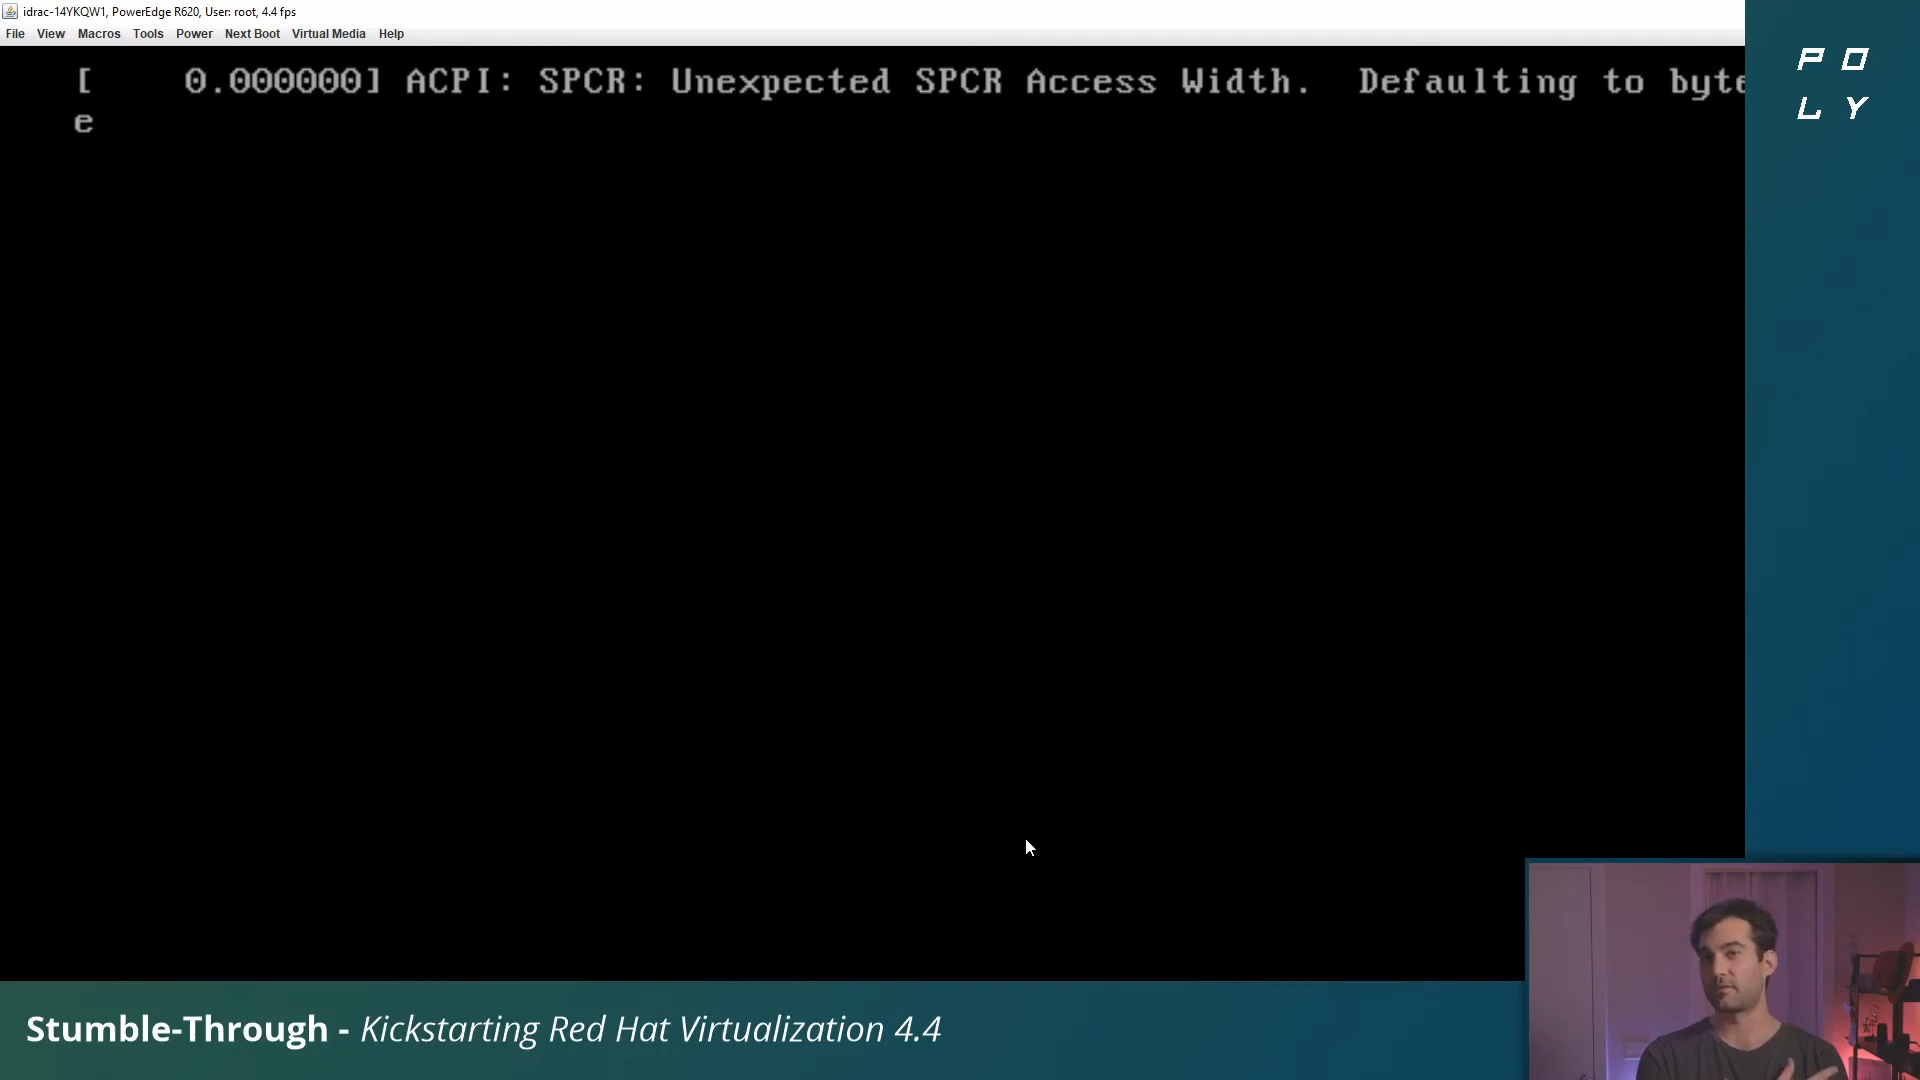 idrac-14YKQW1, PowerEdge R620, User: root, 4.4 fps
File View Macros Tools Power Next Boot Virtual Media Help
[    0.000000] ACPI: SPCR: Unexpected SPCR Access Width.  Defaulting to byte
e
P O
L Y
Stumble-Through - Kickstarting Red Hat Virtualization 4.4